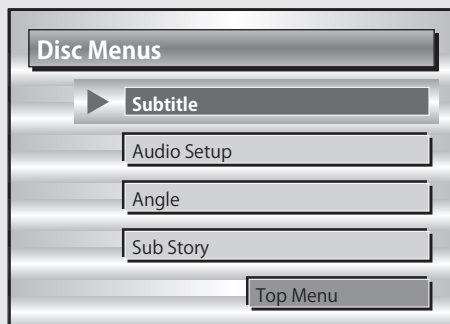 Disc Menus
Subtitle
Audio Setup
Angle
Sub Story
Top Menu